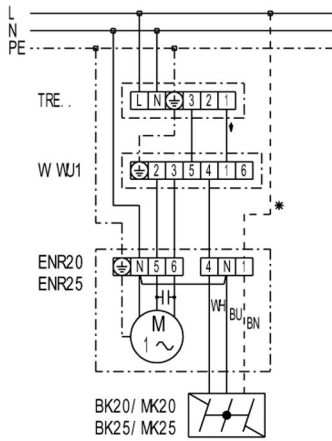 L
N
PE
TRE. .
L N 3 2 1
W WU1
2 3 5 4 1 6
ENR20
ENR25
N 5 6 4 N 1
*
WH
BU
BN
M
1 ~
BK20/ MK20
BK25/ MK25